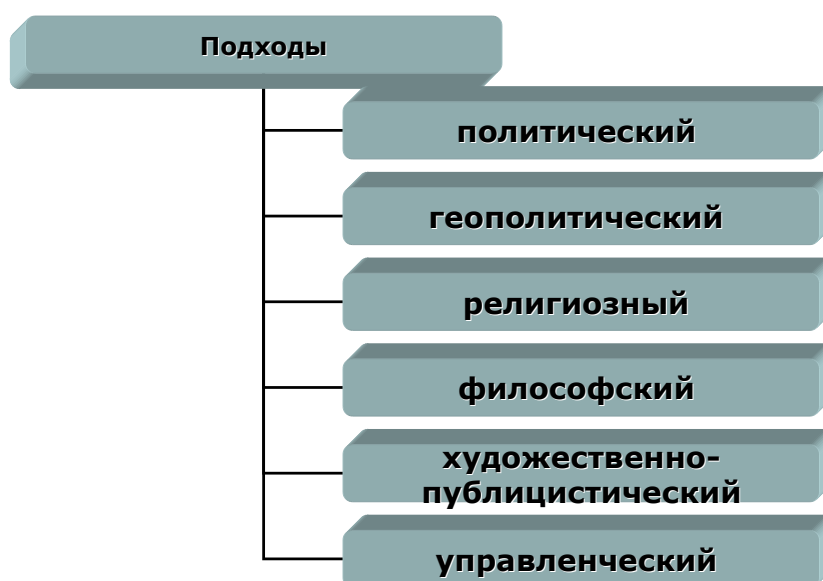 Подходы
политический
геополитический
религиозный
философский
художественно-
публицистический
управленческий